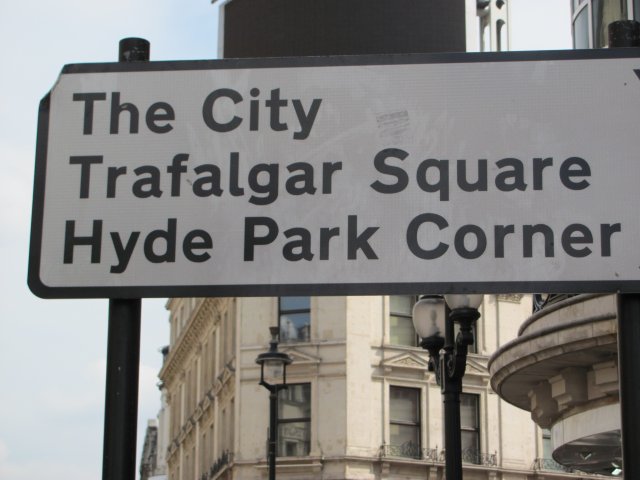 The City
Trafalgar Square
Hyde Park Corner